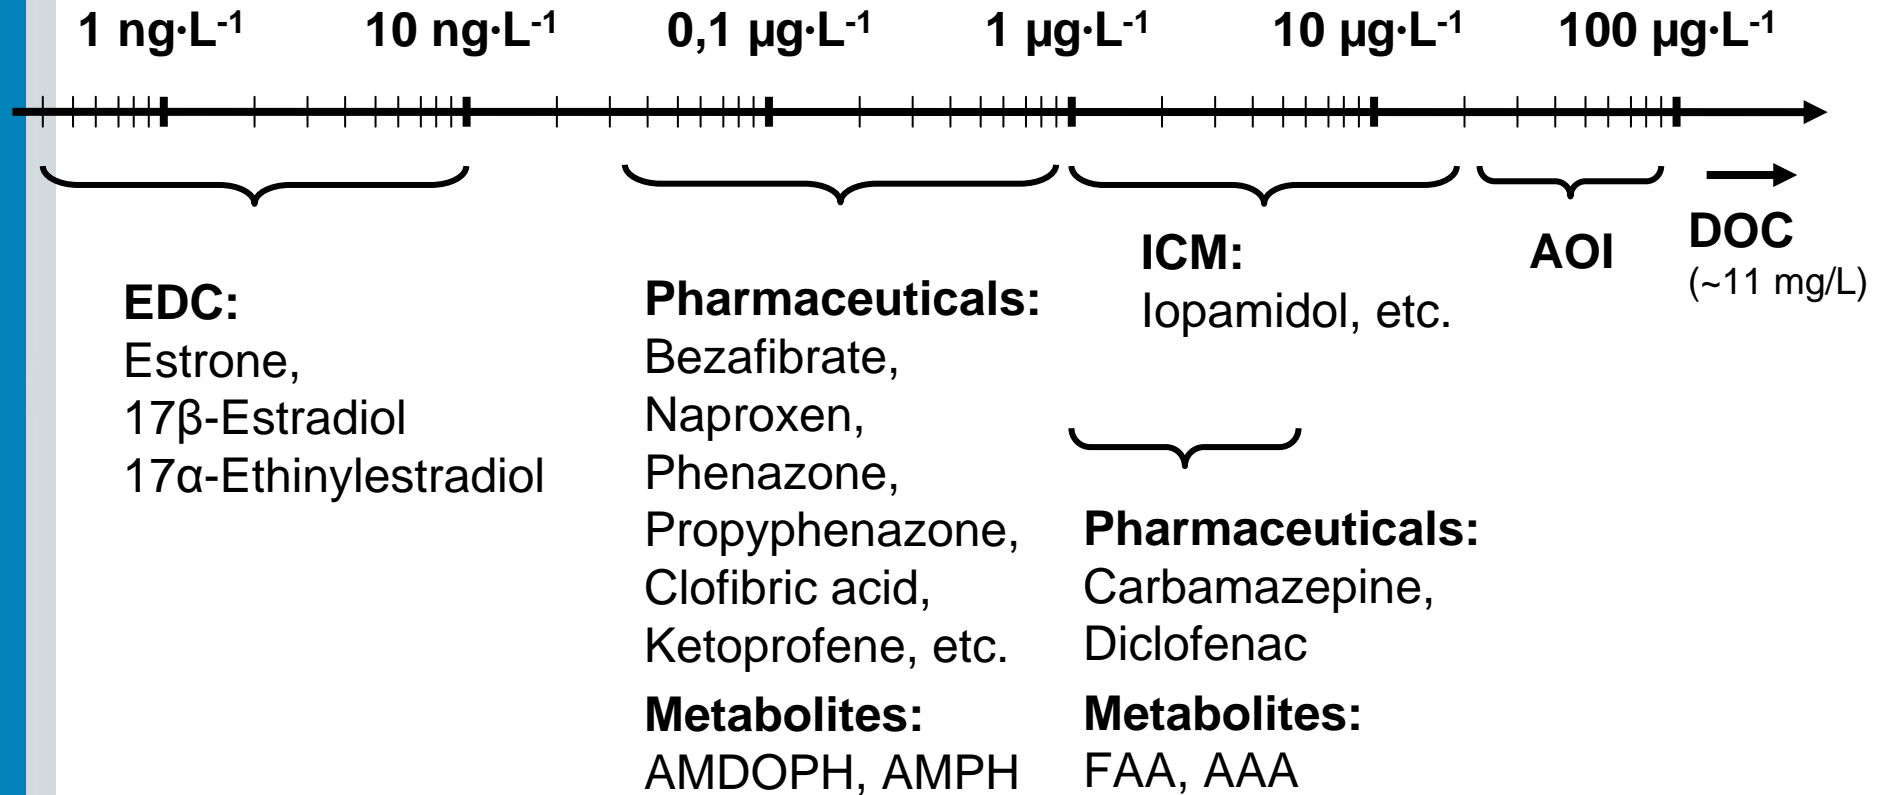 1 ng·L⁻¹ 10 ng·L⁻¹ 0,1 µg·L⁻¹ 1 µg·L⁻¹ 10 µg·L⁻¹ 100 µg·L⁻¹
EDC:
Estrone,
17β-Estradiol
17α-Ethinylestradiol
Pharmaceuticals:
Bezafibrate,
Naproxen,
Phenazone,
Propyphenazone,
Clofibric acid,
Ketoprofene, etc.
Metabolites:
AMDOPH, AMPH
ICM:
Iopamidol, etc.
Pharmaceuticals:
Carbamazepine,
Diclofenac
Metabolites:
FAA, AAA
AOI
DOC
(~11 mg/L)